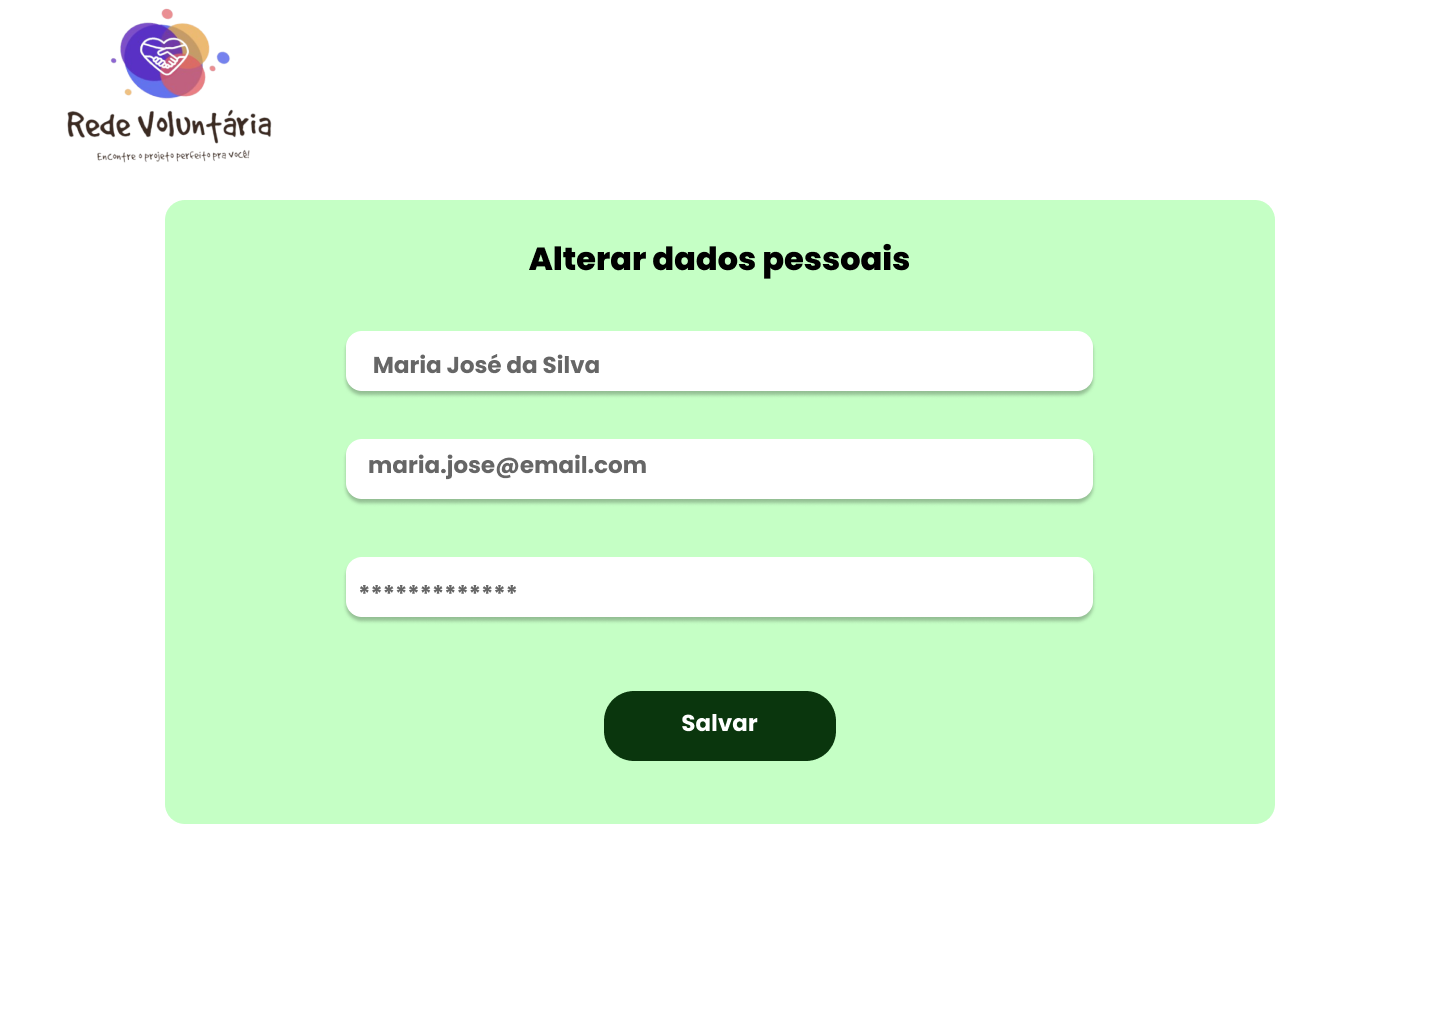 Rede Voluntária
Encontre o projeto perfeito pra você!
Alterar dados pessoais
Maria José da Silva
maria.jose@email.com
*************
Salvar